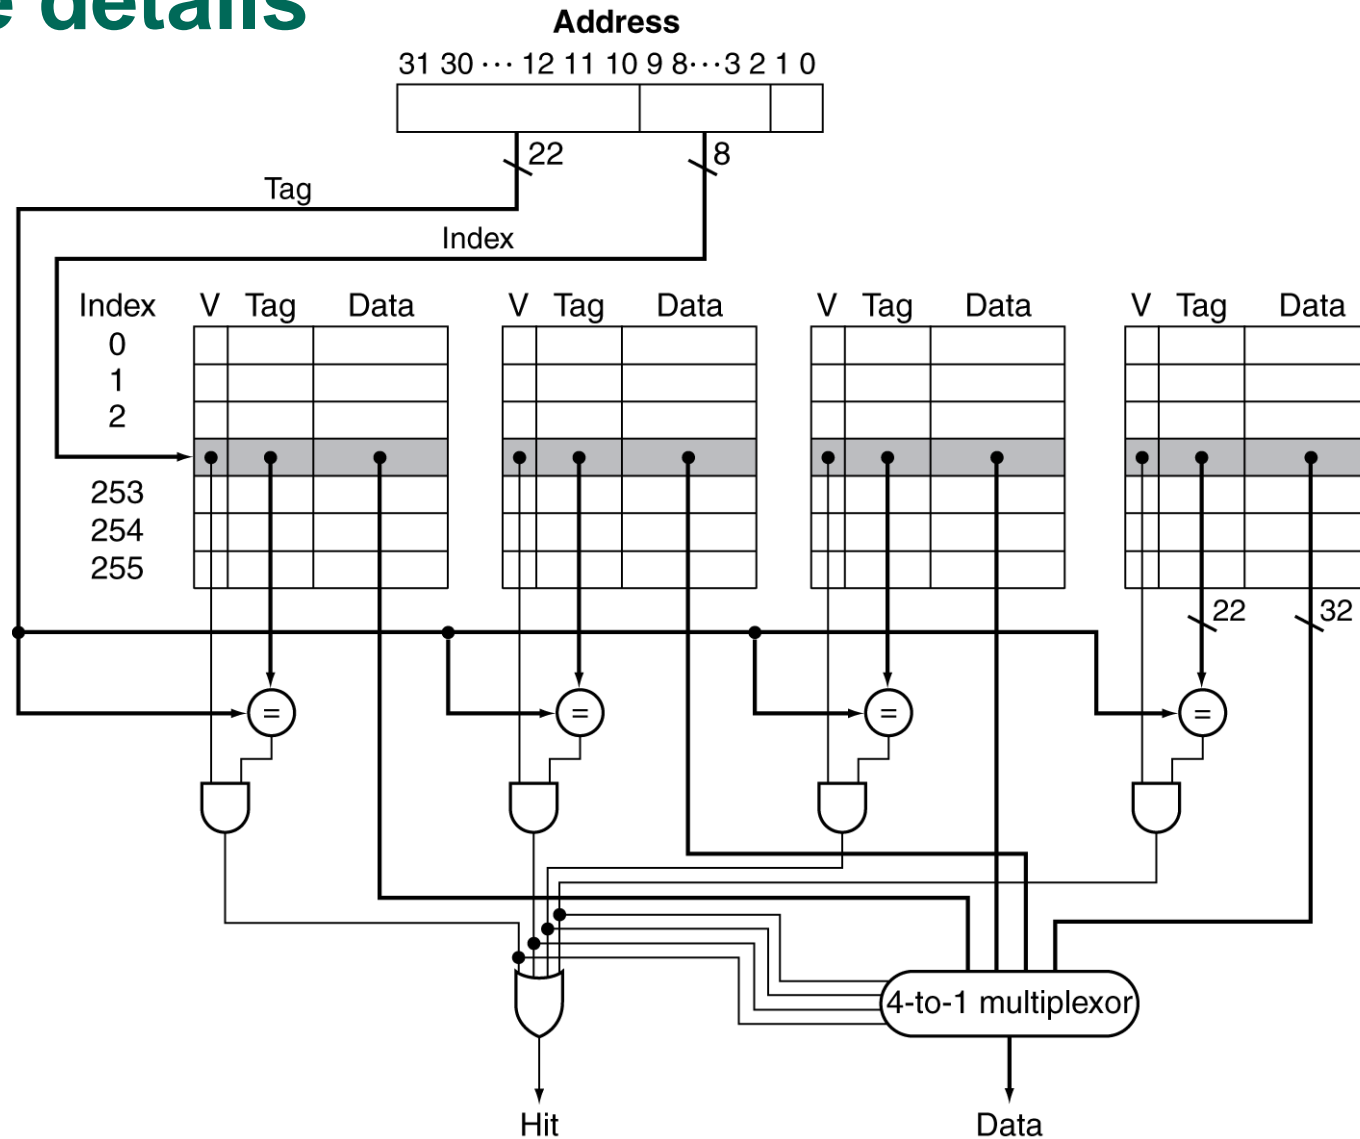 e details
Address
31 30 ··· 12 11 10 9 8···3 2 1 0
22
8
Tag
Index
Index V Tag Data V Tag Data V Tag Data V Tag Data
0
1
2
253
254
255
22
32
= = = =
4-to-1 multiplexor
Hit
Data